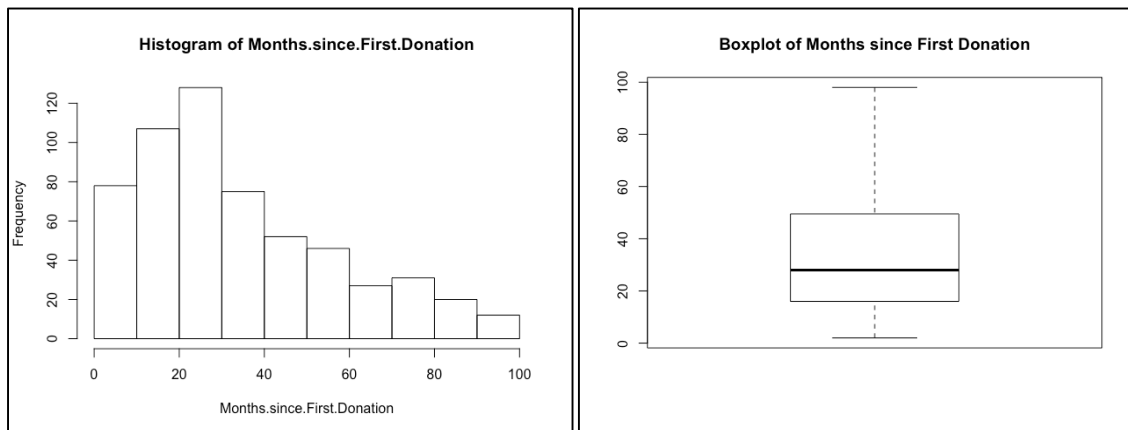 Histogram of Months.since.First.Donation
Frequency
0 20 40 60 80 100 120
0 20 40 60 80 100
Months.since.First.Donation
Boxplot of Months since First Donation
0 20 40 60 80 100